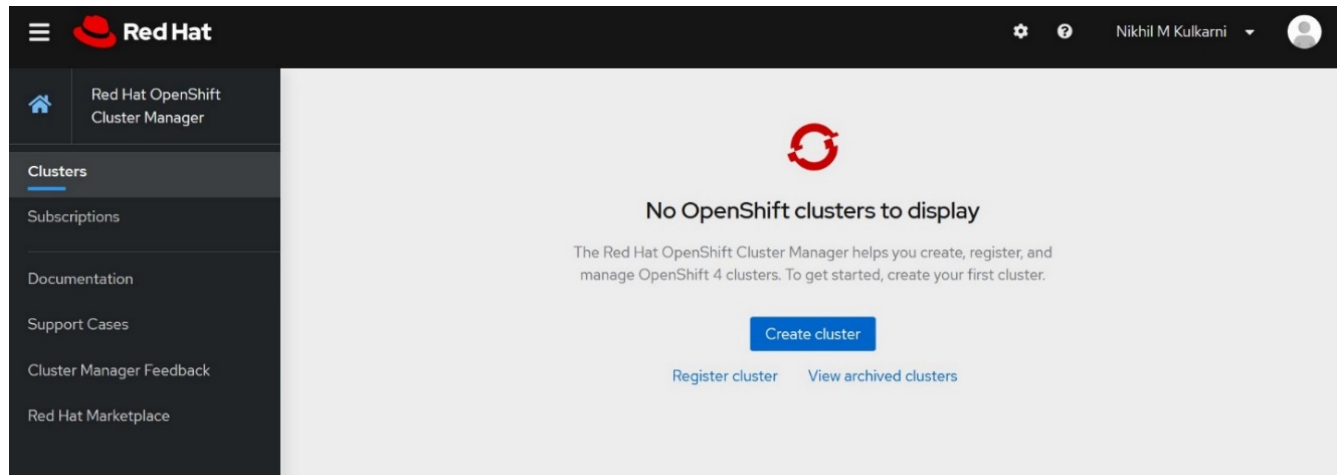 Red Hat
Nikhil M Kulkarni
Red Hat OpenShift
Cluster Manager
Clusters
Subscriptions
Documentation
Support Cases
Cluster Manager Feedback
Red Hat Marketplace
No OpenShift clusters to display
The Red Hat OpenShift Cluster Manager helps you create, register, and
manage OpenShift 4 clusters. To get started, create your first cluster.
Create cluster
Register cluster View archived clusters